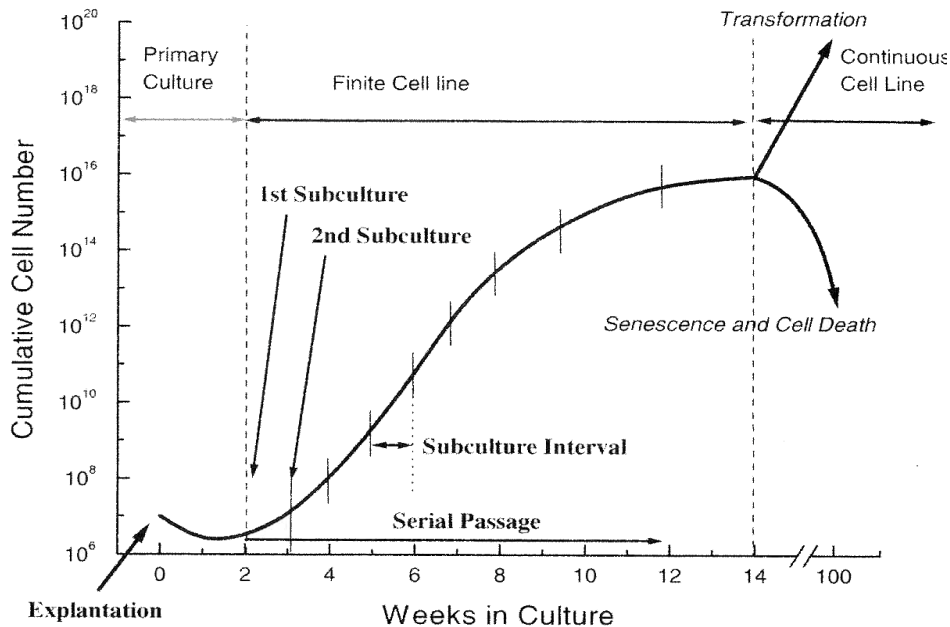 Transformation
Primary
Culture
Finite Cell line
Continuous
Cell Line
1st Subculture
2nd Subculture
Senescence and Cell Death
Subculture Interval
Serial Passage
Explantation
Cumulative Cell Number
10^20
10^18
10^16
10^14
10^12
10^10
10^8
10^6
0 2 4 6 8 10 12 14 100
Weeks in Culture